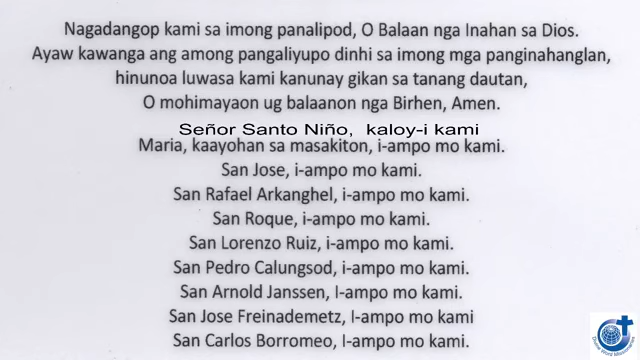 Nagadangop kami sa imong panalipod, O Balaan nga Inahan sa Dios.
Ayaw kawanga ang among pangaliyupo dinhi sa imong mga panginahanglan,
hinunoa luwasa kami kanunay gikan sa tanang dautan,
O mohimayaon ug balaanon nga Birhen, Amen.
Señor Santo Niño, kaloy-i kami
Maria, kaayohan sa masakiton, i-ampo mo kami.
San Jose, i-ampo mo kami.
San Rafael Arkanghel, i-ampo mo kami.
San Roque, i-ampo mo kami.
San Lorenzo Ruiz, i-ampo mo kami.
San Pedro Calungsod, i-ampo mo kami.
San Arnold Janssen, I-ampo mo kami.
San Jose Freinademetz, I-ampo mo kami
San Carlos Borromeo, I-ampo mo kami.